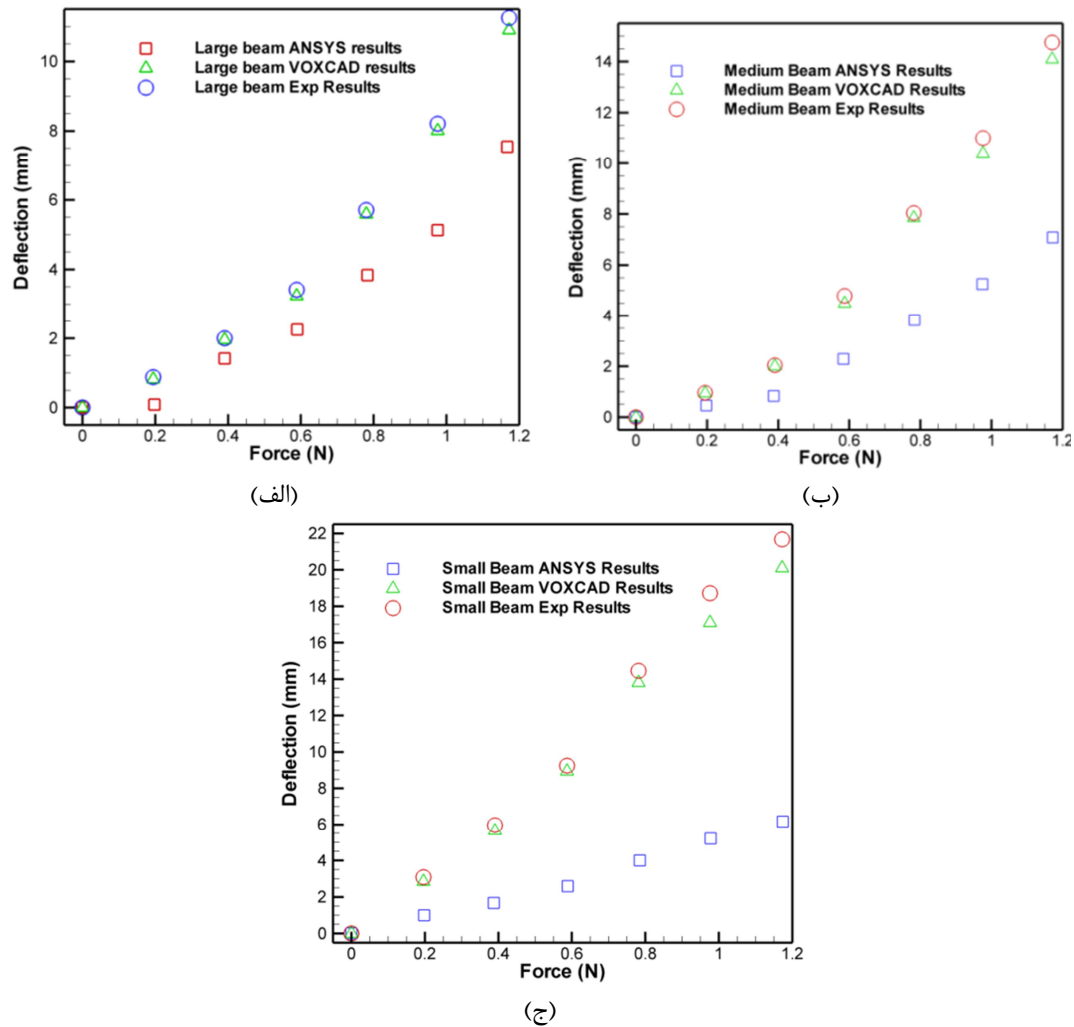 10
8
6
4
2
0
Deflection (mm)
Large beam ANSYS results
Large beam VOXCAD results
Large beam Exp Results
0 0.2 0.4 0.6 0.8 1 1.2
Force (N)
(الف)
14
12
10
8
6
4
2
0
Deflection (mm)
Medium Beam ANSYS Results
Medium Beam VOXCAD Results
Medium Beam Exp Results
0 0.2 0.4 0.6 0.8 1 1.2
Force (N)
(ب)
22
20
18
16
14
12
10
8
6
4
2
0
Deflection (mm)
Small Beam ANSYS Results
Small Beam VOXCAD Results
Small Beam Exp Results
0 0.2 0.4 0.6 0.8 1 1.2
Force (N)
(ج)